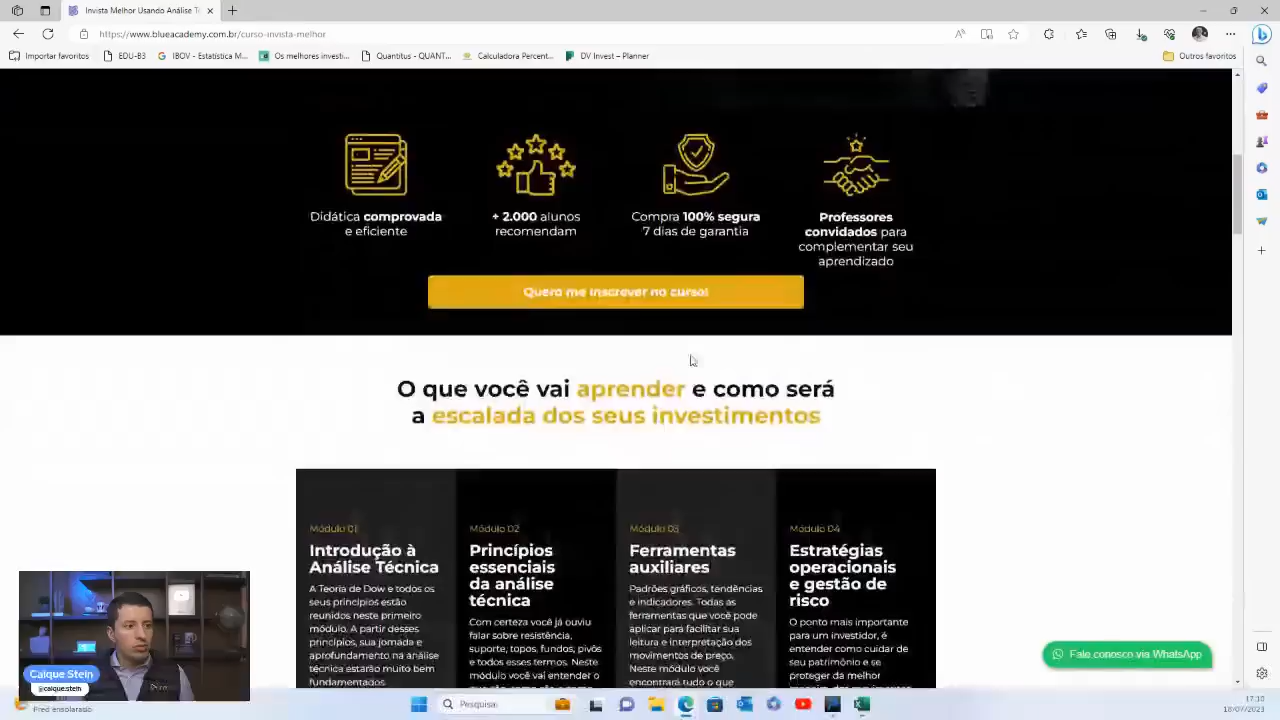 Invista Melhor Usando Análise T
https://www.blueacademy.com.br/curso-invista-melhor
Importar favoritos
EDU-B3
IBOV - Estatística M...
Os melhores investi...
Quantitus - QUANT...
Calculadora Percent...
DV Invest – Planner
Outros favoritos
Didática comprovada
e eficiente
+ 2.000 alunos
recomendam
Compra 100% segura
7 dias de garantia
Professores
convidados para
complementar seu
aprendizado
Quero me inscrever no curso!
O que você vai aprender e como será
a escalada dos seus investimentos
Módulo 01
Introdução à
Análise Técnica
A Teoria de Dow e todos os
seus princípios estão
reunidos neste primeiro
módulo. A partir desses
princípios, sua jornada e
aprofundamento na análise
técnica estarão muito bem
fundamentados.
Módulo 02
Princípios
essenciais
da análise
técnica
Com certeza você já ouviu
falar sobre resistência,
suporte, topos, fundos, pivôs
e todos esses termos. Neste
módulo você vai entender o
Módulo 03
Ferramentas
auxiliares
Padrões gráficos, tendências
e indicadores. Todas as
ferramentas que você pode
aplicar para facilitar sua
leitura e interpretação dos
movimentos de preço.
Neste módulo você
encontrará tudo o que
Módulo 04
Estratégias
operacionais
e gestão de
risco
O ponto mais importante
para um investidor, é
entender como cuidar de
seu patrimônio e se
proteger da melhor
Fale conosco via WhatsApp
Caique Stein
@caique.stein
Pred ensolarado
Pesquisar
17:10
18/07/2023